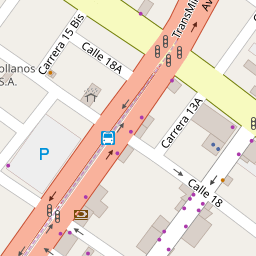 TransMi
Av
Carrera 15 Bis
Calle 18A
ollanos
S.A.
Carrera 13A
P
Calle 18